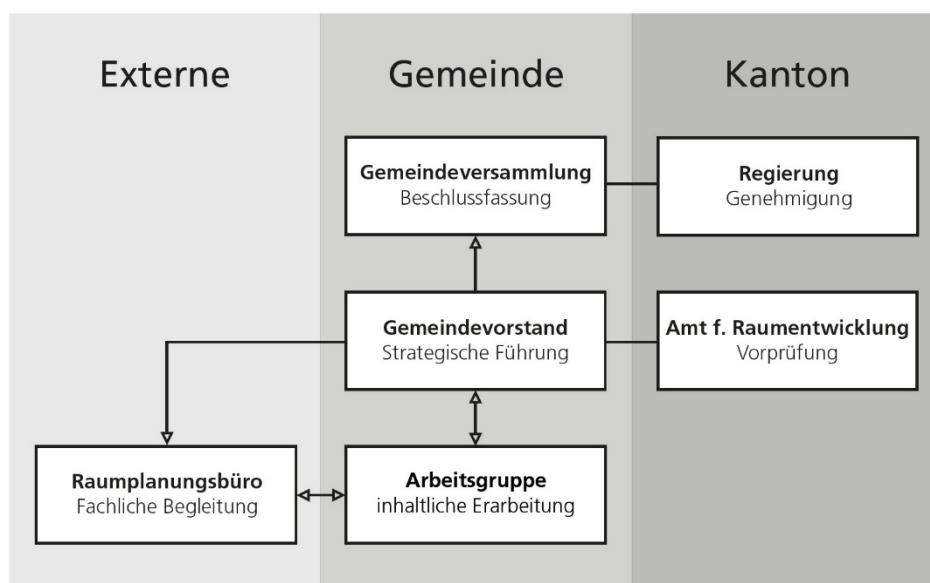 Externe
Gemeinde
Kanton
Gemeindeversammlung
Beschlussfassung
Regierung
Genehmigung
Gemeindevorstand
Strategische Führung
Amt f. Raumentwicklung
Vorprüfung
Raumplanungsbüro
Fachliche Begleitung
Arbeitsgruppe
inhaltliche Erarbeitung